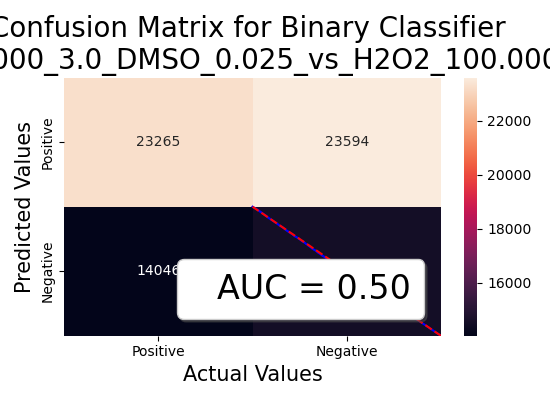 Confusion Matrix for Binary Classifier
000_3.0_DMSO_0.025_vs_H2O2_100.000
Predicted Values
Positive
Negative
23265
23594
14046
AUC = 0.50
Positive
Negative
Actual Values
22000
20000
18000
16000